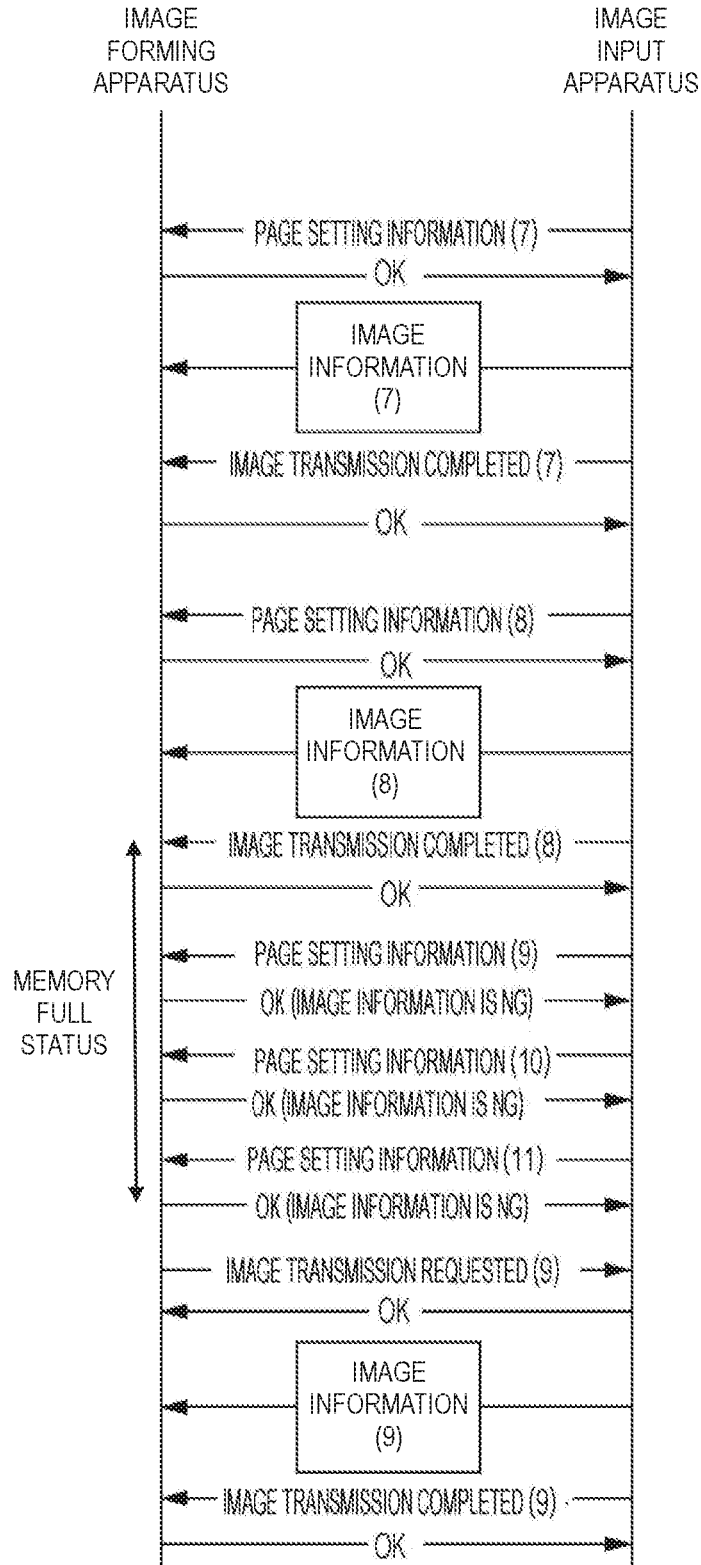 IMAGE
FORMING
APPARATUS
IMAGE
INPUT
APPARATUS
PAGE SETTING INFORMATION (7)
OK
IMAGE
INFORMATION
(7)
IMAGE TRANSMISSION COMPLETED (7)
OK
PAGE SETTING INFORMATION (8)
OK
IMAGE
INFORMATION
(8)
IMAGE TRANSMISSION COMPLETED (8)
OK
MEMORY
FULL
STATUS
PAGE SETTING INFORMATION (9)
OK (IMAGE INFORMATION IS NG)
PAGE SETTING INFORMATION (10)
OK (IMAGE INFORMATION IS NG)
PAGE SETTING INFORMATION (11)
OK (IMAGE INFORMATION IS NG)
IMAGE TRANSMISSION REQUESTED (9)
OK
IMAGE
INFORMATION
(9)
IMAGE TRANSMISSION COMPLETED (9)
OK